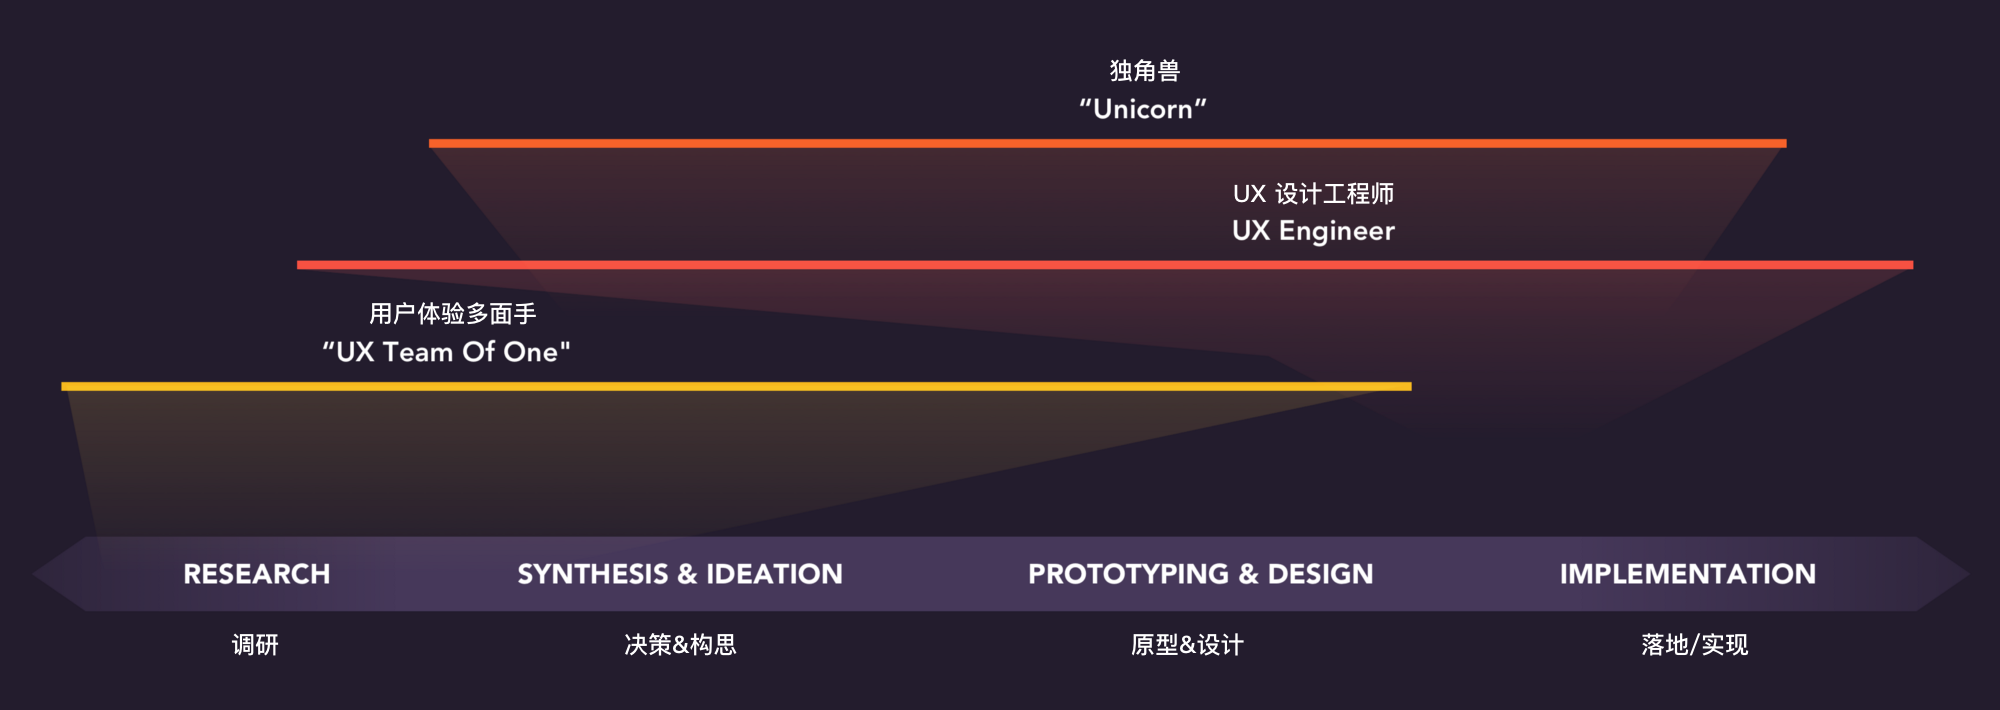 独角兽
“Unicorn”
UX 设计工程师
UX Engineer
用户体验多面手
“UX Team Of One"
RESEARCH
SYNTHESIS & IDEATION
PROTOTYPING & DESIGN
IMPLEMENTATION
调研
决策&构思
原型&设计
落地/实现